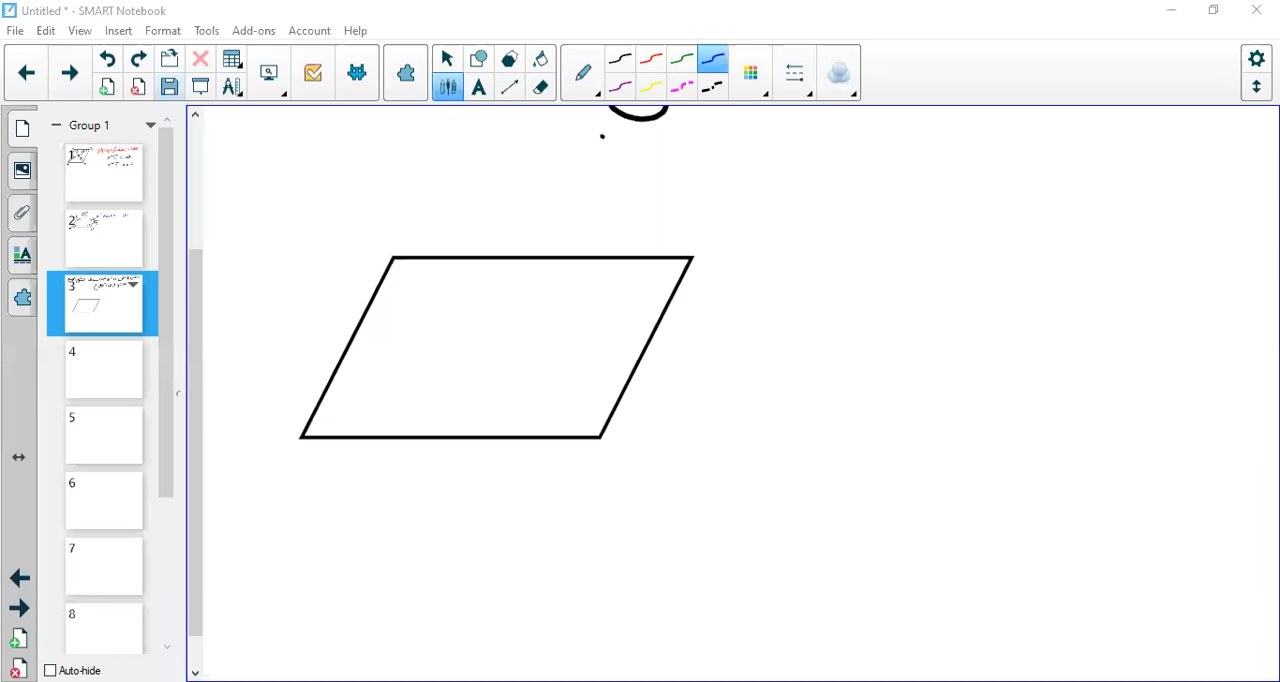 Untitled * - SMART Notebook
File Edit View Insert Format Tools Add-ons Account Help
Group 1
1
2
3
4
5
6
7
8
Auto-hide